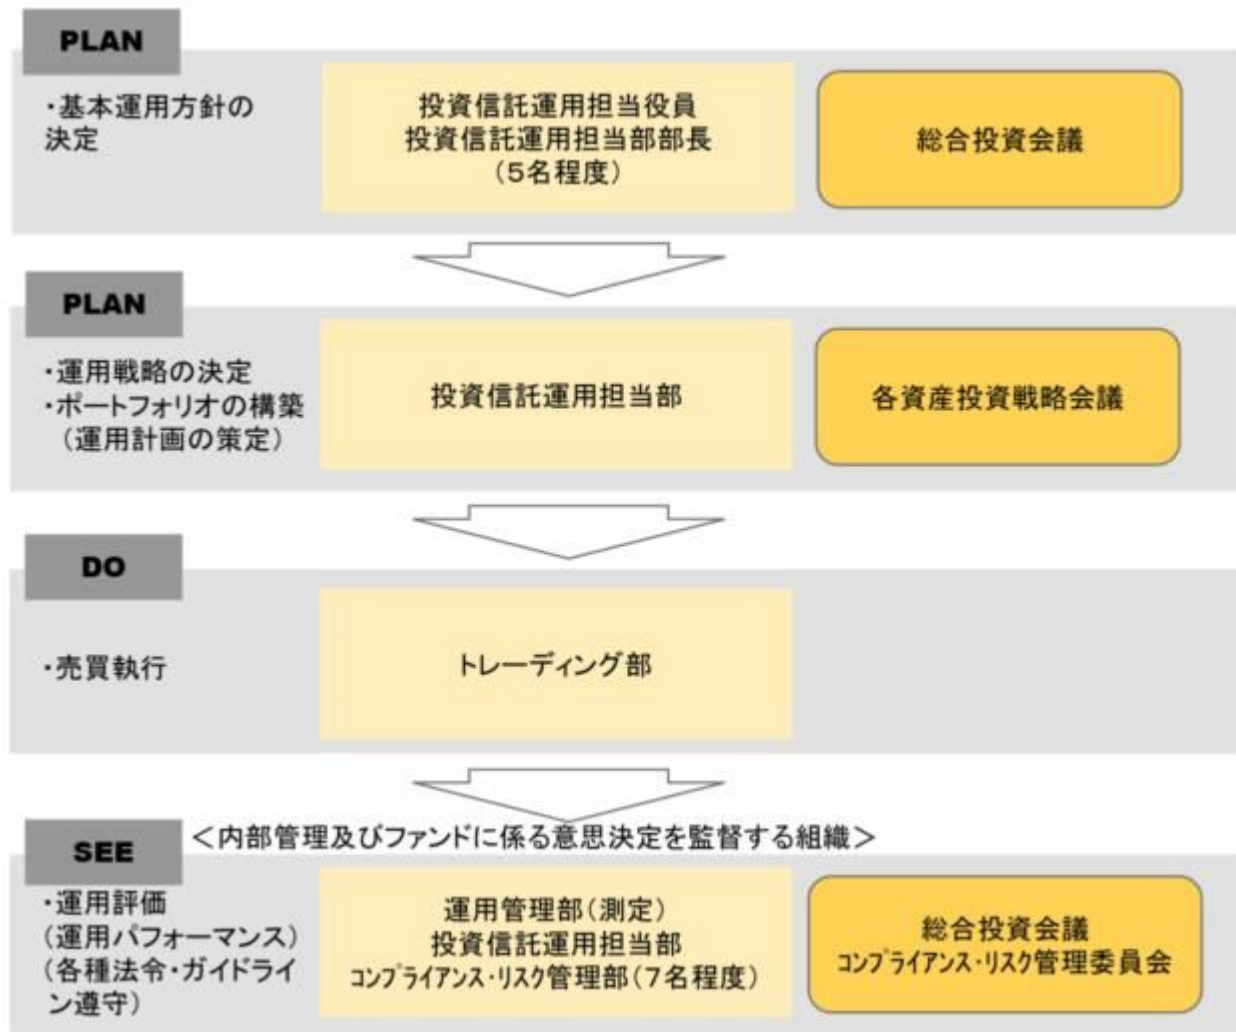 PLAN
・基本運用方針の
決定
投資信託運用担当役員
投資信託運用担当部部長
(5名程度)
総合投資会議
PLAN
・運用戦略の決定
・ポートフォリオの構築
(運用計画の策定)
投資信託運用担当部
各資産投資戦略会議
DO
・売買執行
トレーディング部
SEE
＜内部管理及びファンドに係る意思決定を監督する組織＞
・運用評価
(運用パフォーマンス)
(各種法令・ガイドライ
ン遵守)
運用管理部(測定)
投資信託運用担当部
コンプライアンス・リスク管理部(7名程度)
総合投資会議
コンプライアンス・リスク管理委員会